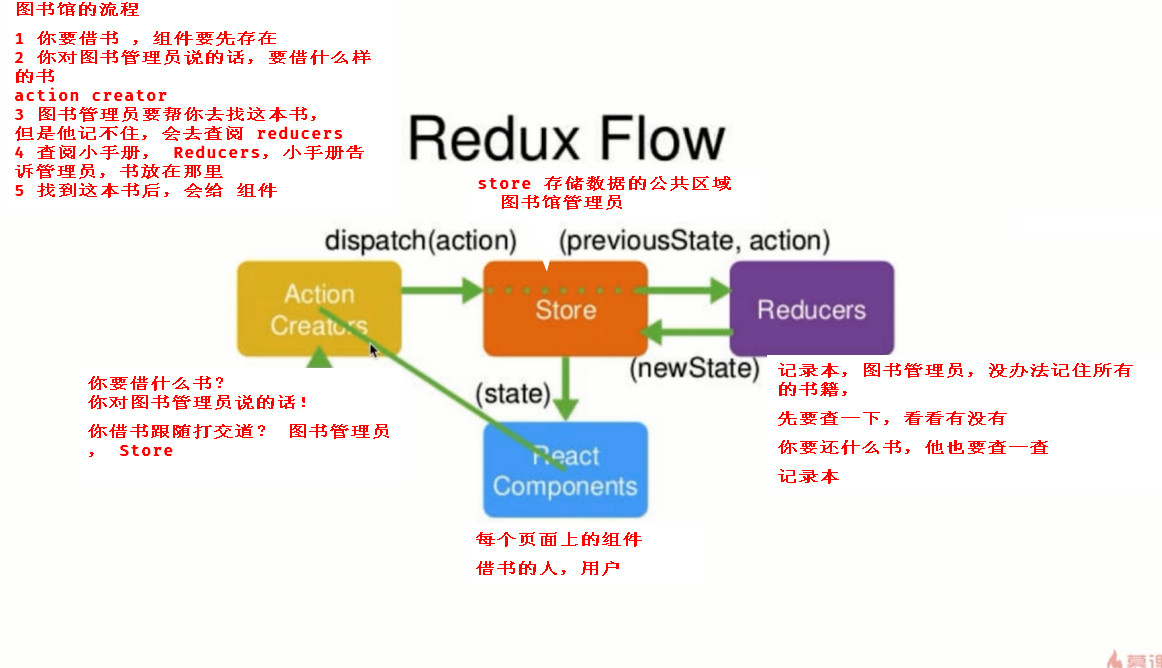 图书馆的流程
1 你要借书 ，组件要先存在
2 你对图书管理员说的话，要借什么样
的书
action creator
3 图书管理员要帮你去找这本书，
但是他记不住，会去查阅 reducers
4 查阅小手册， Reducers，小手册告
诉管理员，书放在那里
5 找到这本书后，会给 组件
Redux Flow
store 存储数据的公共区域
图书馆管理员
dispatch(action)
(previousState, action)
Action
Creators
Store
Reducers
(newState)
(state)
React
Components
你要借什么书？
你对图书管理员说的话！
你借书跟随打交道？ 图书管理员
， Store
记录本，图书管理员，没办法记住所有
的书籍，
先要查一下，看看有没有
你要还什么书，他也要查一查
记录本
每个页面上的组件
借书的人，用户